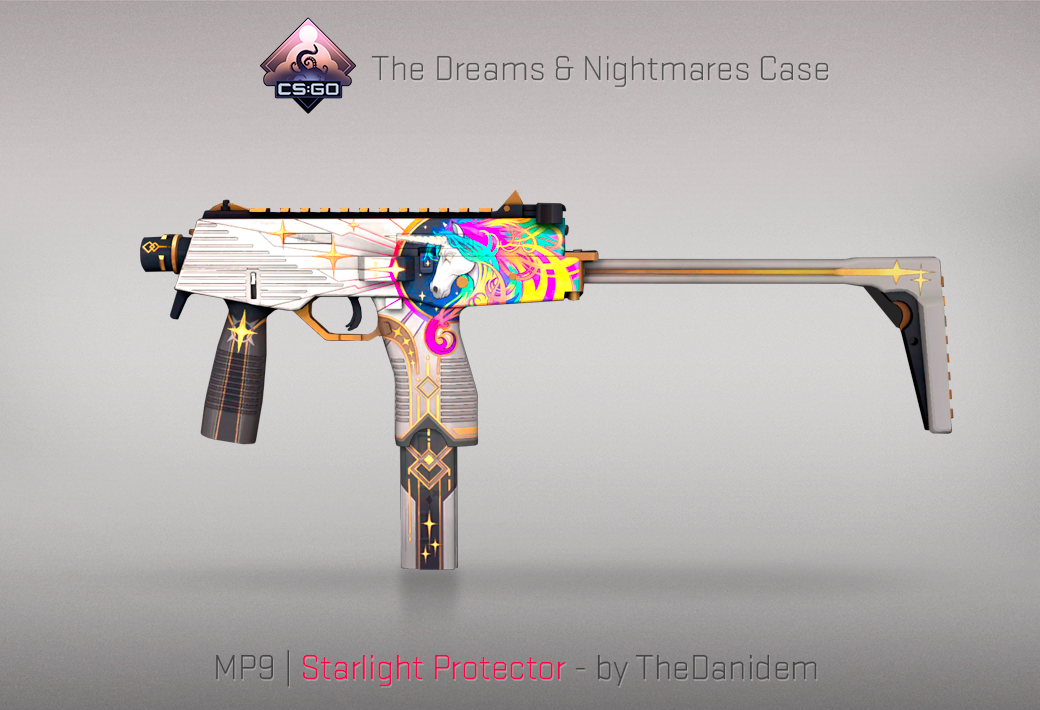 CS:GO
The Dreams & Nightmares Case
MP9 | Starlight Protector - by TheDanidem